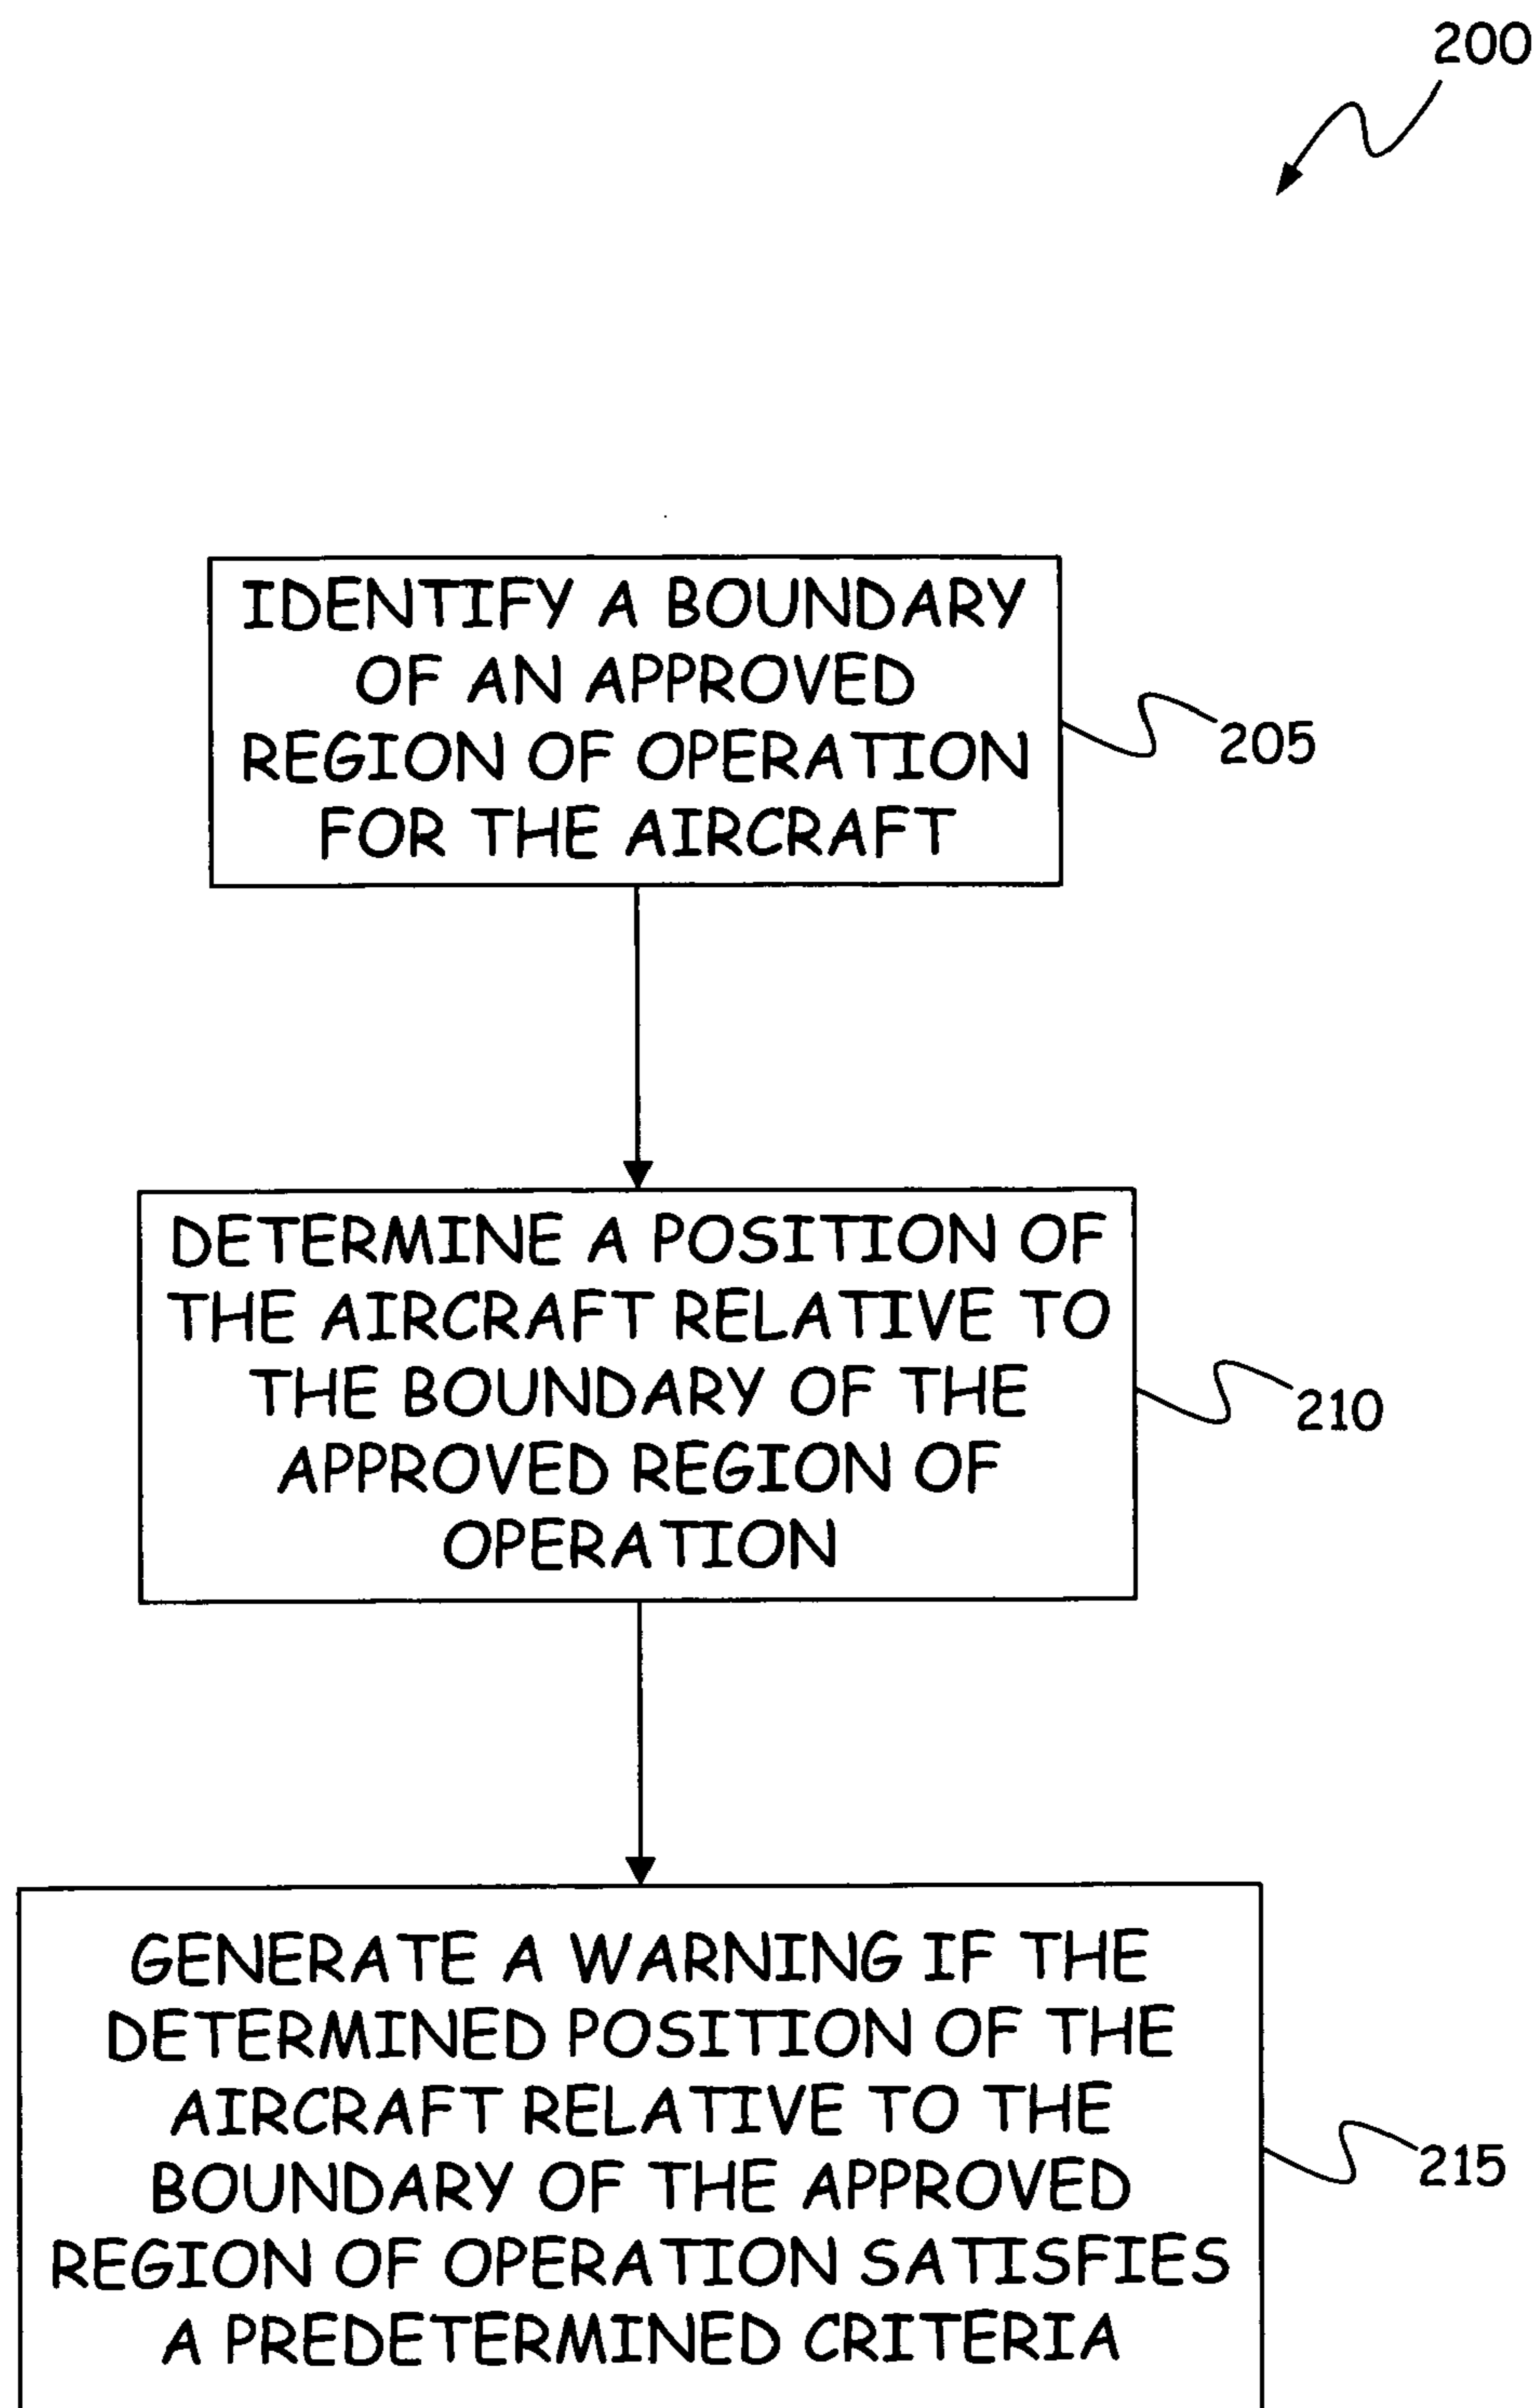 200
IDENTIFY A BOUNDARY
OF AN APPROVED
REGION OF OPERATION
FOR THE AIRCRAFT
205
DETERMINE A POSITION OF
THE AIRCRAFT RELATIVE TO
THE BOUNDARY OF THE
APPROVED REGION OF
OPERATION
210
GENERATE A WARNING IF THE
DETERMINED POSITION OF THE
AIRCRAFT RELATIVE TO THE
BOUNDARY OF THE APPROVED
REGION OF OPERATION SATISFIES
A PREDETERMINED CRITERIA
215